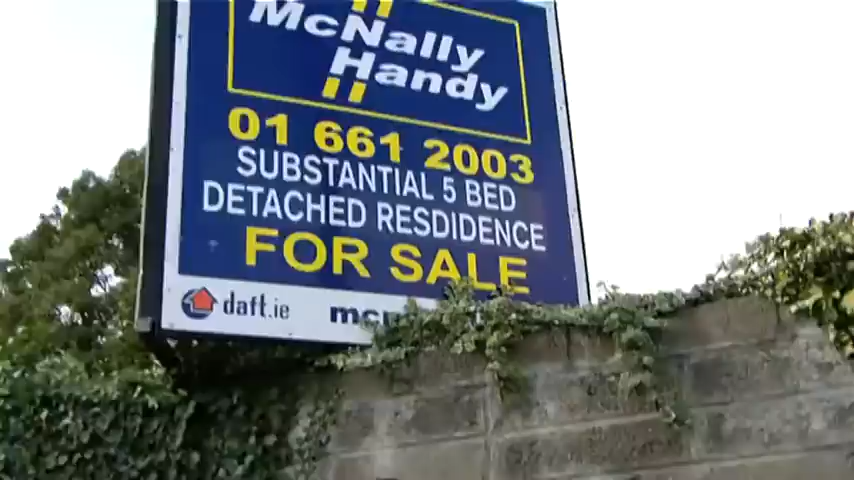 McNally
Handy
01 661 2003
SUBSTANTIAL 5 BED
DETACHED RESDIDENCE
FOR SALE
daft.ie